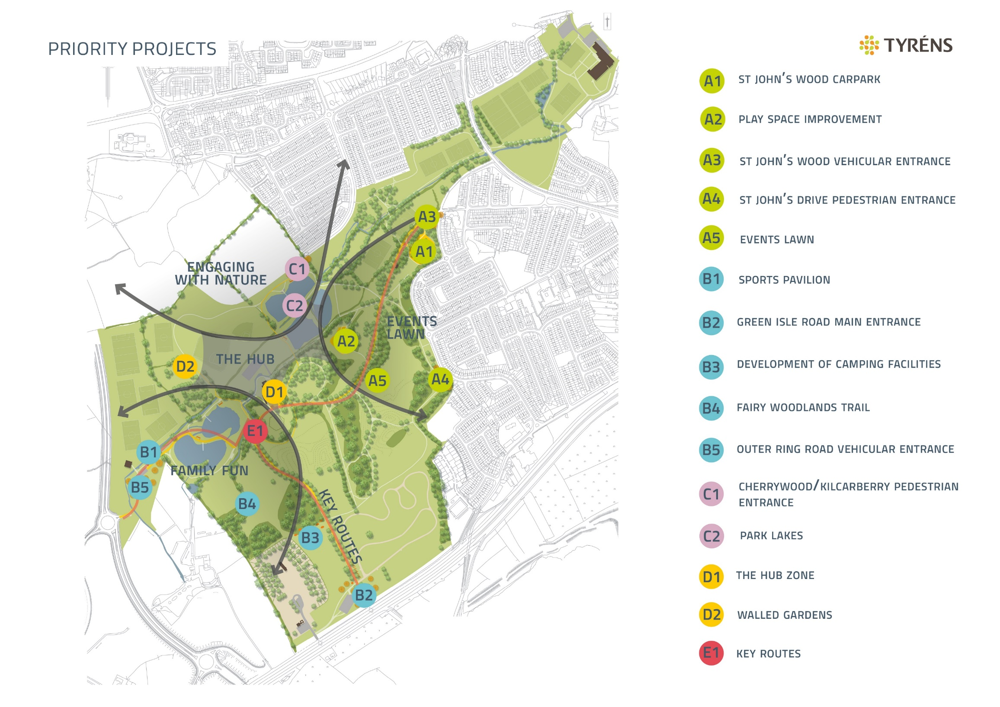 PRIORITY PROJECTS
TYRÉNS
A1 ST JOHN'S WOOD CARPARK
A2 PLAY SPACE IMPROVEMENT
A3 ST JOHN'S WOOD VEHICULAR ENTRANCE
A4 ST JOHN'S DRIVE PEDESTRIAN ENTRANCE
A5 EVENTS LAWN
B1 SPORTS PAVILION
B2 GREEN ISLE ROAD MAIN ENTRANCE
B3 DEVELOPMENT OF CAMPING FACILITIES
B4 FAIRY WOODLANDS TRAIL
B5 OUTER RING ROAD VEHICULAR ENTRANCE
C1 CHERRYWOOD/KILCARBERRY PEDESTRIAN
ENTRANCE
C2 PARK LAKES
D1 THE HUB ZONE
D2 WALLED GARDENS
E1 KEY ROUTES
A3
A1
ENGAGING
WITH NATURE
C1
C2
EVENTS
LAWN
A2
THE HUB
D2
A5
A4
D1
E1
B1
FAMILY FUN
B5
B4
KEY ROUTES
B3
B2